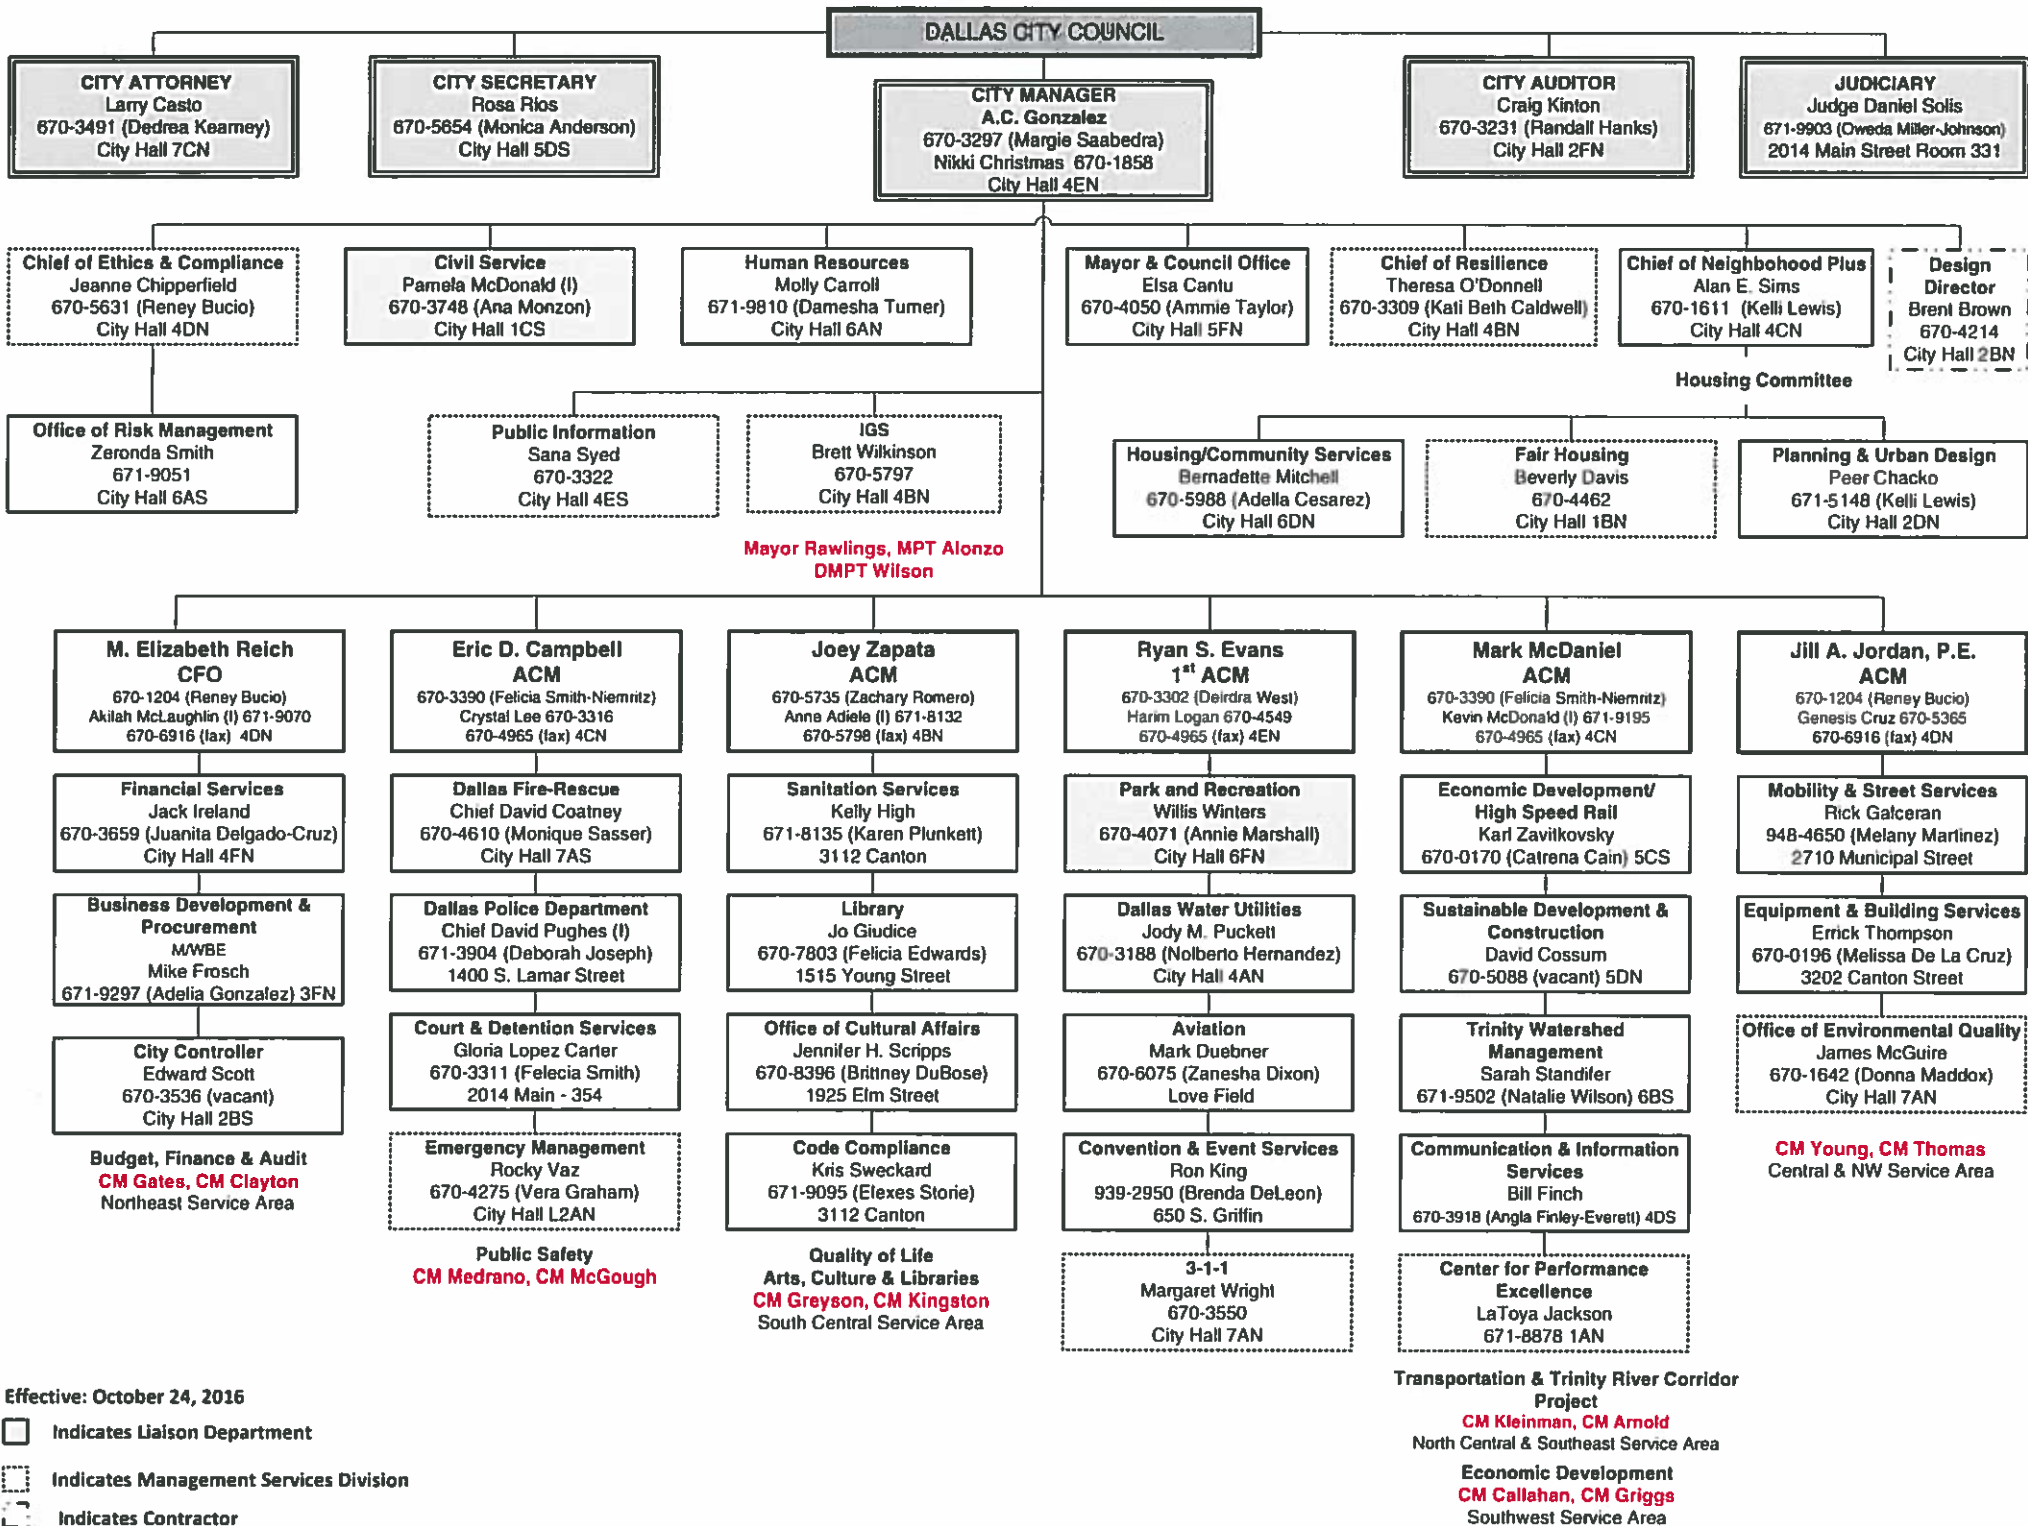 DALLAS CITY COUNCIL
CITY ATTORNEY
Larry Casto
670-3491 (Dedrea Kearney)
City Hall 7CN
CITY SECRETARY
Rosa Rios
670-5654 (Monica Anderson)
City Hall 5DS
CITY MANAGER
A.C. Gonzalez
670-3297 (Margie Saabedra)
Nikki Christmas 670-1858
City Hall 4EN
CITY AUDITOR
Craig Kinton
670-3231 (Randall Hanks)
City Hall 2FN
JUDICIARY
Judge Daniel Solis
671-9903 (Oweda Miller-Johnson)
2014 Main Street Room 331
Chief of Ethics & Compliance
Jeanne Chipperfield
670-5631 (Reney Bucio)
City Hall 4DN
Civil Service
Pamela McDonald (I)
670-3748 (Ana Monzon)
City Hall 1CS
Human Resources
Molly Carroll
671-9810 (Damesha Turner)
City Hall 6AN
Mayor & Council Office
Elsa Cantu
670-4050 (Ammie Taylor)
City Hall 5FN
Chief of Resilience
Theresa O'Donnell
670-3309 (Kati Beth Caldwell)
City Hall 4BN
Chief of Neighbohood Plus
Alan E. Sims
670-1611 (Kelli Lewis)
City Hall 4CN
Design
Director
Brent Brown
670-4214
City Hall 2BN
Housing Committee
Office of Risk Management
Zeronda Smith
671-9051
City Hall 6AS
Public Information
Sana Syed
670-3322
City Hall 4ES
IGS
Brett Wilkinson
670-5797
City Hall 4BN
Mayor Rawlings, MPT Alonzo
DMPT Wilson
Housing/Community Services
Bernadette Mitchell
670-5988 (Adella Cesarez)
City Hall 6DN
Fair Housing
Beverly Davis
670-4462
City Hall 1BN
Planning & Urban Design
Peer Chacko
671-5148 (Kelli Lewis)
City Hall 2DN
M. Elizabeth Reich
CFO
670-1204 (Reney Bucio)
Akilah McLaughlin (I) 671-9070
670-6916 (fax) 4DN
Financial Services
Jack Ireland
670-3659 (Juanita Delgado-Cruz)
City Hall 4FN
Business Development &
Procurement
M/WBE
Mike Frosch
671-9297 (Adelia Gonzalez) 3FN
City Controller
Edward Scott
670-3536 (vacant)
City Hall 2BS
Budget, Finance & Audit
CM Gates, CM Clayton
Northeast Service Area
Eric D. Campbell
ACM
670-3390 (Felicia Smith-Niemritz)
Crystal Lee 670-3316
670-4965 (fax) 4CN
Dallas Fire-Rescue
Chief David Coatney
670-4610 (Monique Sasser)
City Hall 7AS
Dallas Police Department
Chief David Pughes (I)
671-3904 (Deborah Joseph)
1400 S. Lamar Street
Court & Detention Services
Gloria Lopez Carter
670-3311 (Felecia Smith)
2014 Main - 354
Emergency Management
Rocky Vaz
670-4275 (Vera Graham)
City Hall L2AN
Public Safety
CM Medrano, CM McGough
Joey Zapata
ACM
670-5735 (Zachary Romero)
Anne Adiele (I) 671-8132
670-5798 (fax) 4BN
Sanitation Services
Kelly High
671-8135 (Karen Plunkett)
3112 Canton
Library
Jo Giudice
670-7803 (Felicia Edwards)
1515 Young Street
Office of Cultural Affairs
Jennifer H. Scripps
670-8396 (Brittney DuBose)
1925 Elm Street
Code Compliance
Kris Sweckard
671-9095 (Elexes Storie)
3112 Canton
Quality of Life
Arts, Culture & Libraries
CM Greyson, CM Kingston
South Central Service Area
Ryan S. Evans
1st ACM
670-3302 (Deirdra West)
Harim Logan 670-4549
670-4965 (fax) 4EN
Park and Recreation
Willis Winters
670-4071 (Annie Marshall)
City Hall 6FN
Dallas Water Utilities
Jody M. Puckett
670-3188 (Nolberto Hernandez)
City Hall 4AN
Aviation
Mark Duebner
670-6075 (Zanesha Dixon)
Love Field
Convention & Event Services
Ron King
939-2950 (Brenda DeLeon)
650 S. Griffin
3-1-1
Margaret Wright
670-3550
City Hall 7AN
Mark McDaniel
ACM
670-3390 (Felicia Smith-Niemritz)
Kevin McDonald (I) 671-9195
670-4965 (fax) 4CN
Economic Development/
High Speed Rail
Karl Zavitkovsky
670-0170 (Catrena Cain) 5CS
Sustainable Development &
Construction
David Cossum
670-5088 (vacant) 5DN
Trinity Watershed
Management
Sarah Standifer
671-9502 (Natalie Wilson) 6BS
Communication & Information
Services
Bill Finch
670-3918 (Angla Finley-Everett) 4DS
Center for Performance
Excellence
LaToya Jackson
671-8878 1AN
Transportation & Trinity River Corridor
Project
CM Kleinman, CM Arnold
North Central & Southeast Service Area
Economic Development
CM Callahan, CM Griggs
Southwest Service Area
Jill A. Jordan, P.E.
ACM
670-1204 (Reney Bucio)
Genesis Cruz 670-5365
670-6916 (fax) 4DN
Mobility & Street Services
Rick Galceran
948-4650 (Melany Martinez)
2710 Municipal Street
Equipment & Building Services
Errick Thompson
670-0196 (Melissa De La Cruz)
3202 Canton Street
Office of Environmental Quality
James McGuire
670-1642 (Donna Maddox)
City Hall 7AN
CM Young, CM Thomas
Central & NW Service Area
Effective: October 24, 2016
Indicates Liaison Department
Indicates Management Services Division
Indicates Contractor